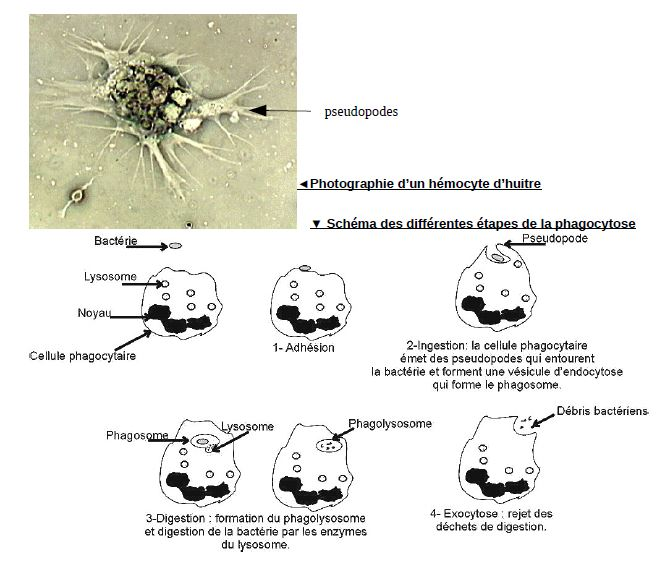 pseudopodes
◄Photographie d'un hémocyte d'huitre
▼ Schéma des différentes étapes de la phagocytose
Bactérie
Lysosome
Noyau
Cellule phagocytaire
1- Adhésion
Pseudopode
2-Ingestion: la cellule phagocytaire
émet des pseudopodes qui entourent
la bactérie et forment une vésicule d'endocytose
qui forme le phagosome.
Phagosome
Lysosome
Phagolysosome
3-Digestion : formation du phagolysosome
et digestion de la bactérie par les enzymes
du lysosome.
Débris bactériens
4- Exocytose : rejet des
déchets de digestion.